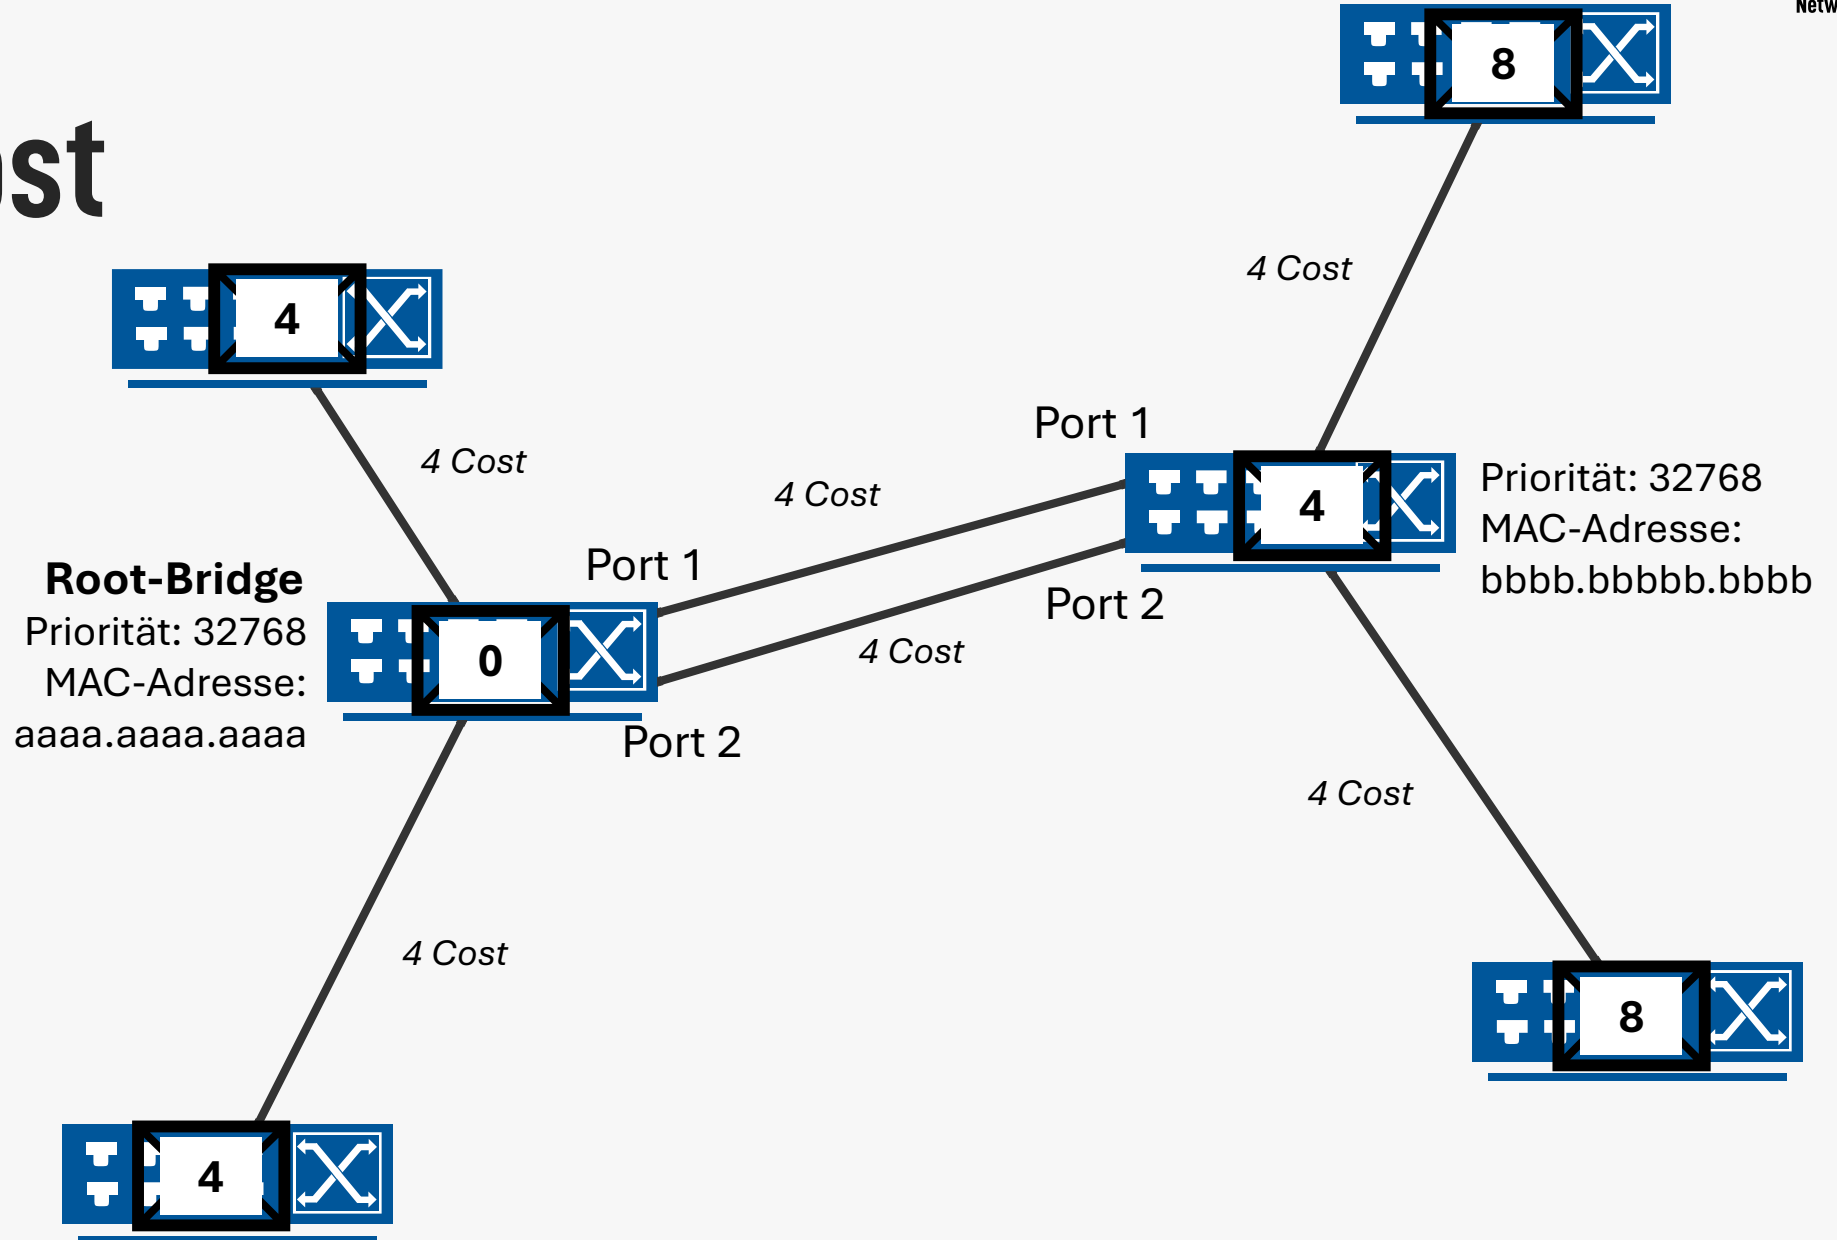 8
4 Cost
4
4 Cost
Port 1
4 Cost
4
Priorität: 32768
MAC-Adresse:
bbbb.bbbbb.bbbb
Port 1
Port 2
4 Cost
Root-Bridge
Priorität: 32768
MAC-Adresse:
aaaa.aaaa.aaaa
0
Port 2
4 Cost
4 Cost
8
4